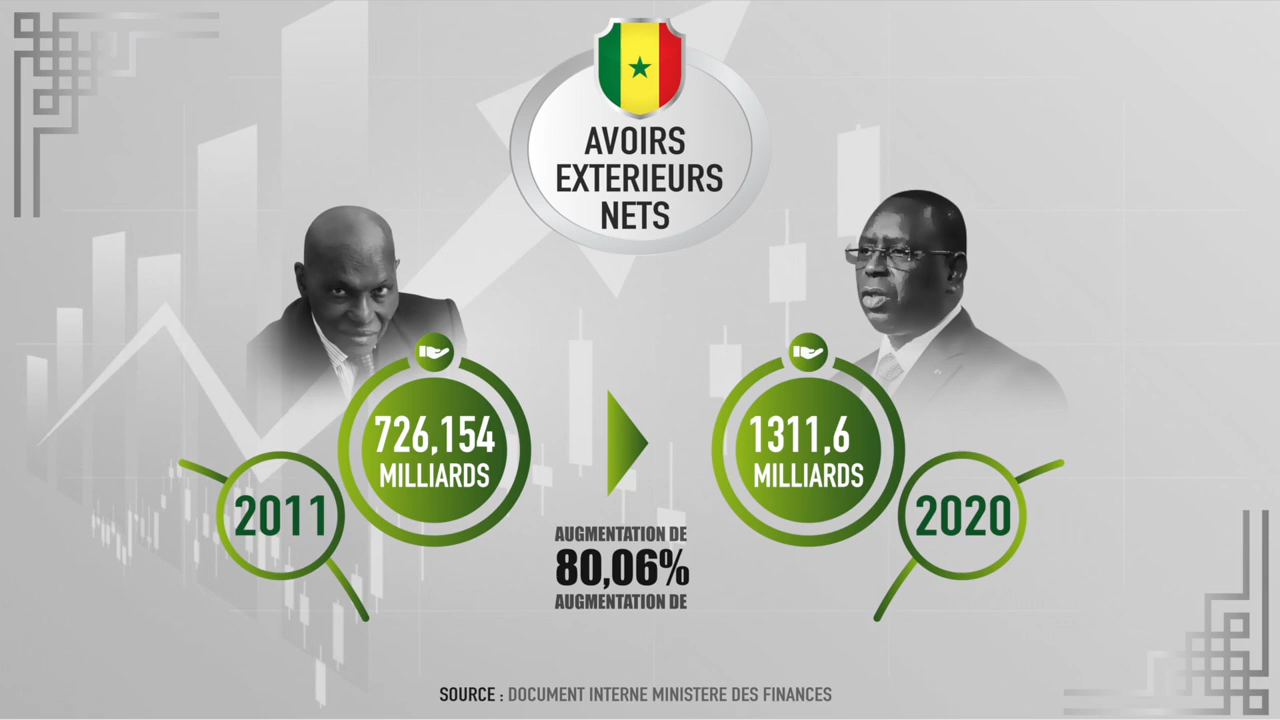 AVOIRS
EXTERIEURS
NETS
726,154
MILLIARDS
2011
1311,6
MILLIARDS
2020
AUGMENTATION DE
80,06%
AUGMENTATION DE
SOURCE : DOCUMENT INTERNE MINISTERE DES FINANCES